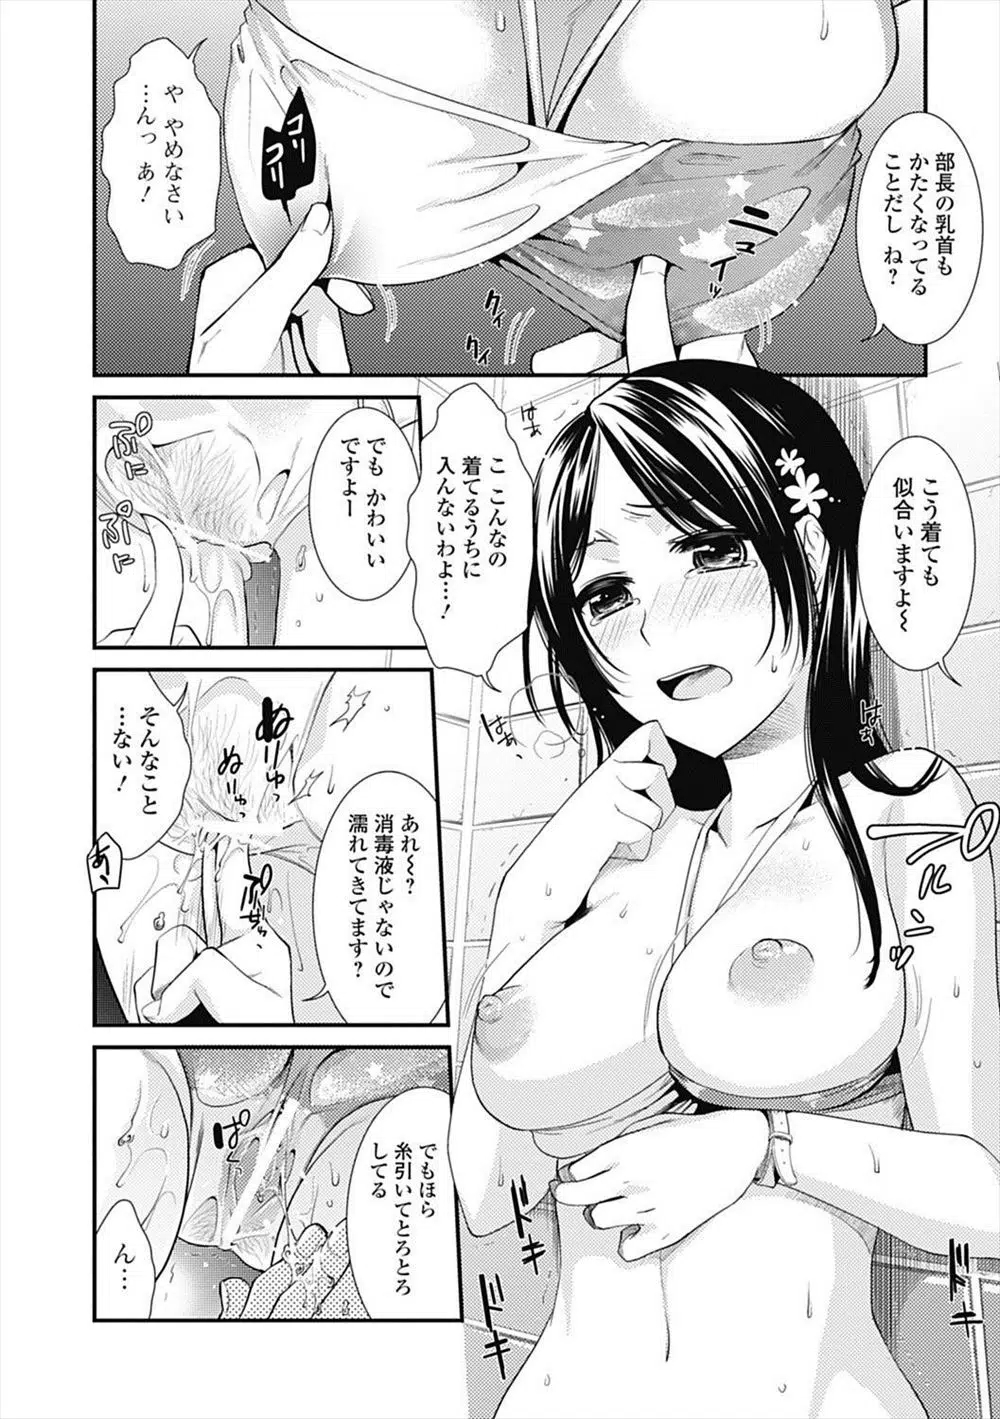 部長の乳首も
かたくなってる
ことだし ね?
や やめなさい
…んっ あ!
コリ
コリ
ニュ
イッ
クイ
クイ
こう着ても
似合いますよ〜
こ こんなの
着てるうちに
入んないわよ…!
はぁ
はぁ
はぁ
プルン
ドキ
ドキ
ドキ
ドキ
でも かわいい
ですよー
ぷに
ぷに
そんなこと
…ない!
あれ〜?
消毒液じゃないので
濡れてきてます?
ぬりゅっ
ぬりゅ
あ、
でもほら
糸引いてとろとろ
してる
ん…